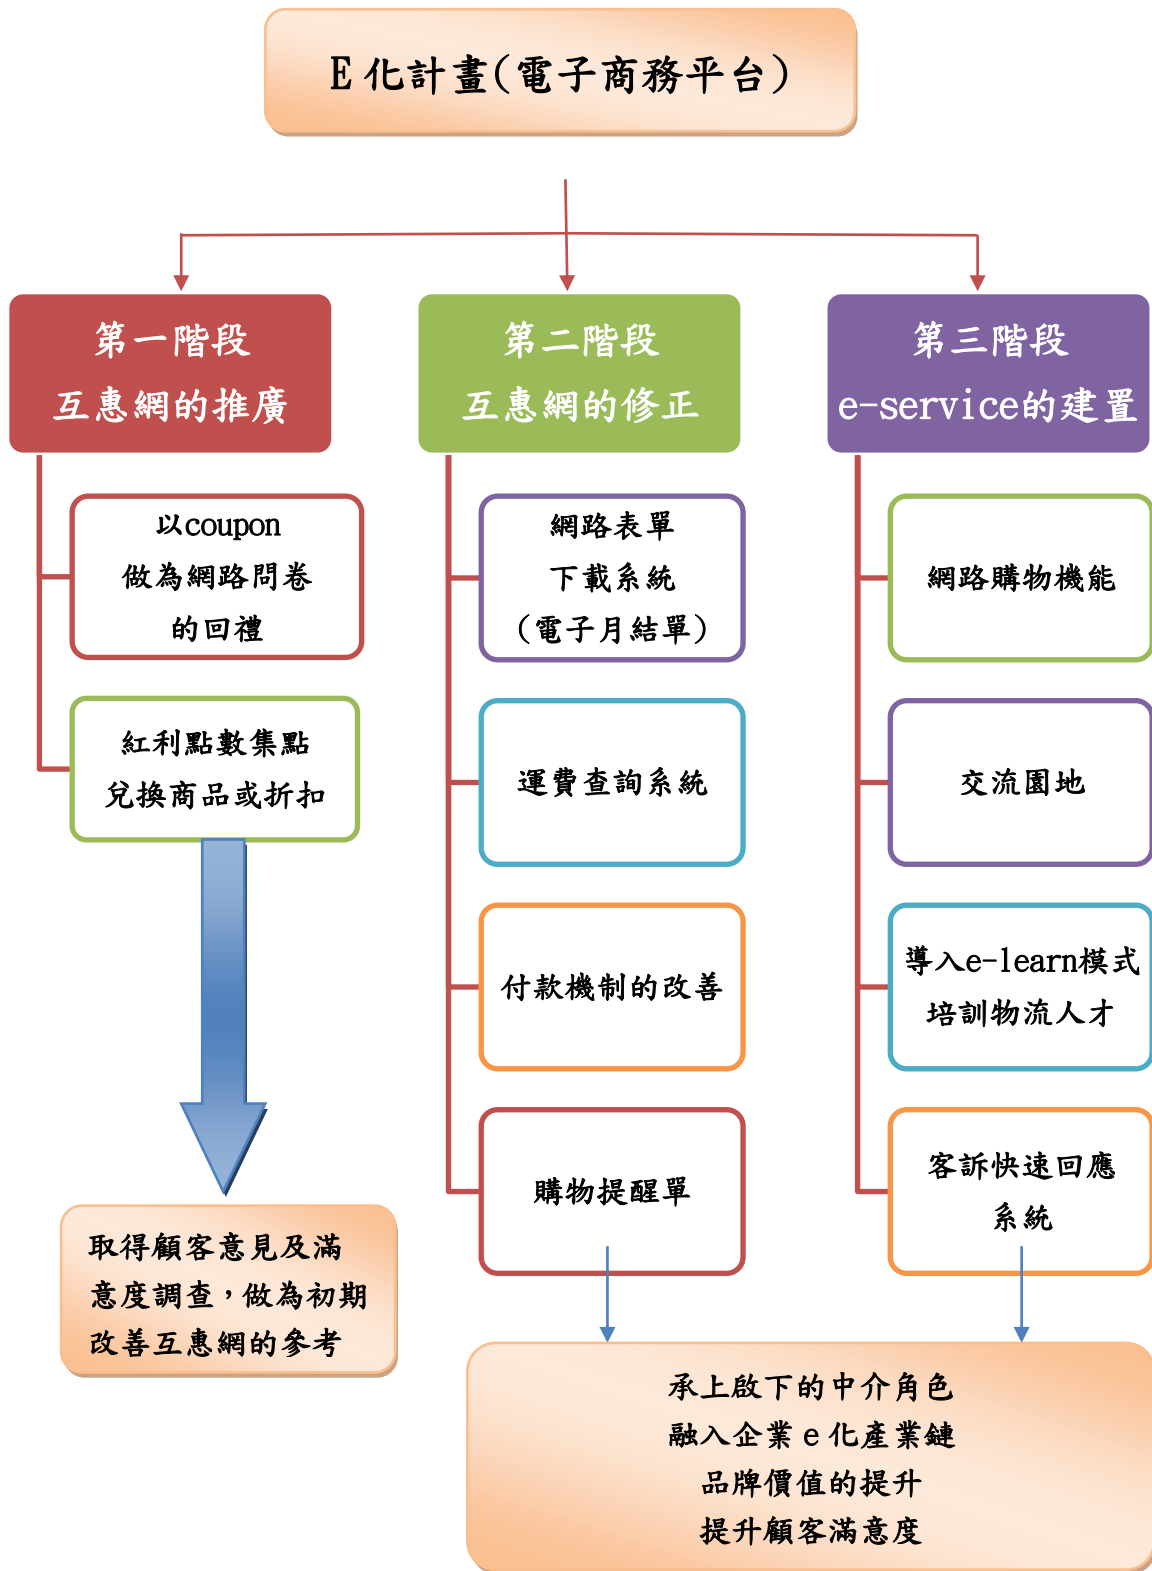 E化計畫(電子商務平台)
第一階段
互惠網的推廣
以coupon
做為網路問卷
的回禮
紅利點數集點
兌換商品或折扣
取得顧客意見及滿
意度調查，做為初期
改善互惠網的參考
第二階段
互惠網的修正
網路表單
下載系統
(電子月結單)
運費查詢系統
付款機制的改善
購物提醒單
第三階段
e-service的建置
網路購物機能
交流園地
導入e-learn模式
培訓物流人才
客訴快速回應
系統
承上啟下的中介角色
融入企業e化產業鏈
品牌價值的提升
提升顧客滿意度